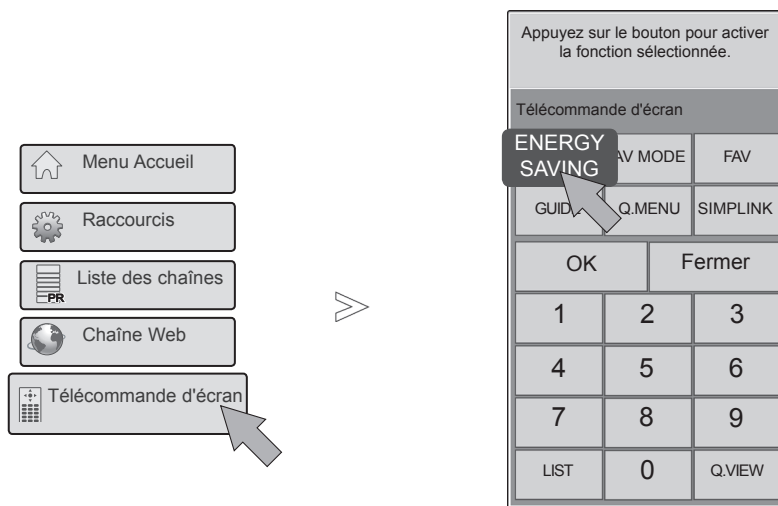 Menu Accueil
Raccourcis
PR
Liste des chaînes
Chaîne Web
Télécommande d'écran
Appuyez sur le bouton pour activer
la fonction sélectionnée.
Télécommande d'écran
ENERGY
SAVING
MODE
FAV
Q.MENU
SIMPLINK
OK
Fermer
1
2
3
4
5
6
7
8
9
LIST
0
Q.VIEW